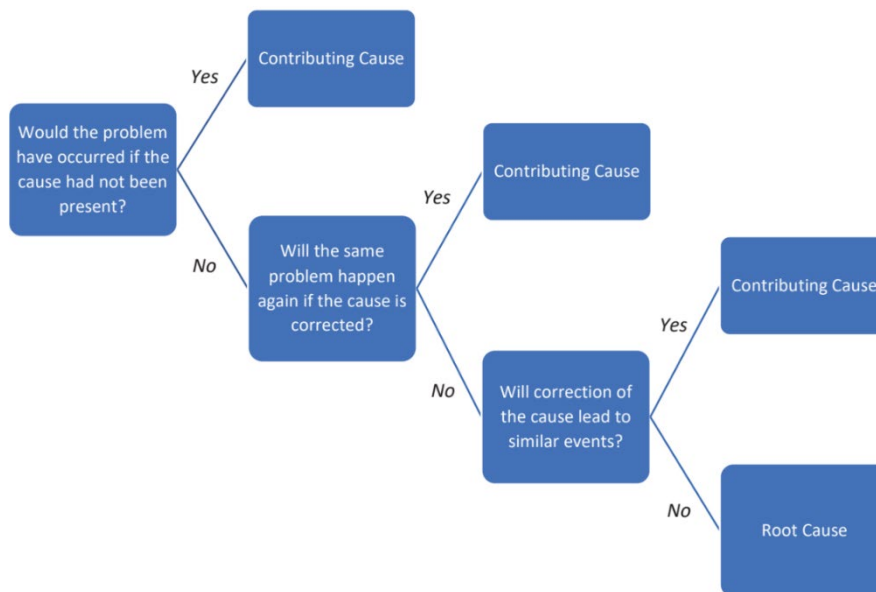 Contributing Cause
Yes
Would the problem
have occurred if the
cause had not been
present?
No
Contributing Cause
Yes
Will the same
problem happen
again if the cause is
corrected?
No
Contributing Cause
Yes
Will correction of
the cause lead to
similar events?
No
Root Cause